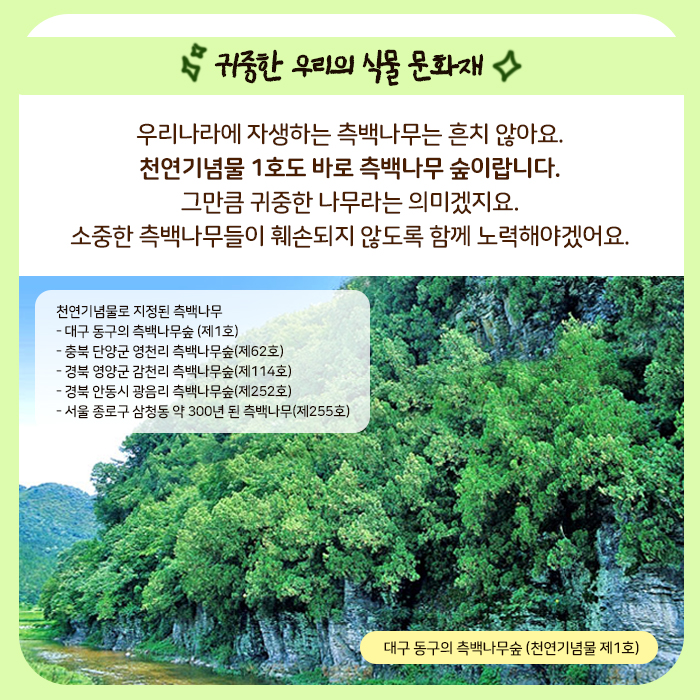 귀중한 우리의 식물 문화재
우리나라에 자생하는 측백나무는 흔치 않아요.
천연기념물 1호도 바로 측백나무 숲이랍니다.
그만큼 귀중한 나무라는 의미겠지요.
소중한 측백나무들이 훼손되지 않도록 함께 노력해야겠어요.
천연기념물로 지정된 측백나무
- 대구 동구의 측백나무숲 (제1호)
- 충북 단양군 영천리 측백나무숲(제62호)
- 경북 영양군 감천리 측백나무숲(제114호)
- 경북 안동시 광음리 측백나무숲(제252호)
- 서울 종로구 삼청동 약 300년 된 측백나무(제255호)
대구 동구의 측백나무숲 (천연기념물 제1호)